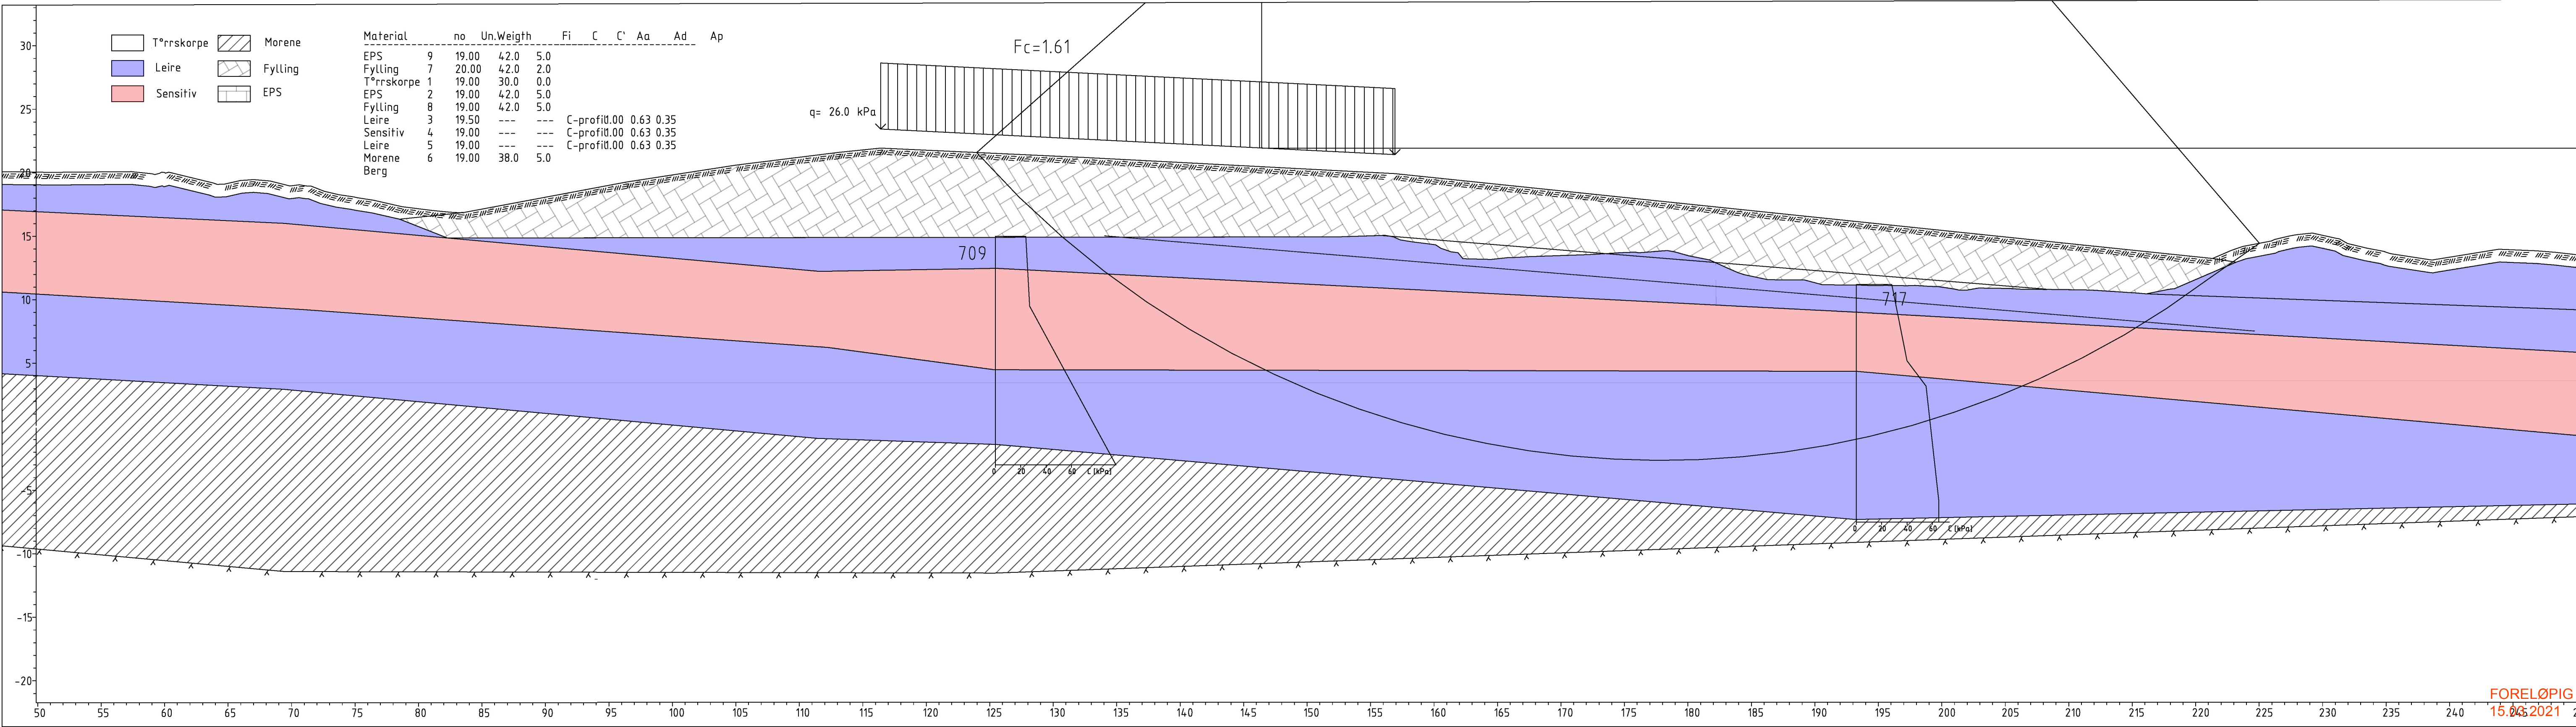 T°rrskorpe Morene
Leire Fylling
Sensitiv EPS
Material no Un.Weigth Fi C C' Aa Ad Ap
EPS 9 19.00 42.0 5.0
Fylling 7 20.00 42.0 2.0
T°rrskorpe 1 19.00 30.0 0.0
EPS 2 19.00 42.0 5.0
Fylling 8 19.00 42.0 5.0
Leire 3 19.50 --- --- C-profil1.00 0.63 0.35
Sensitiv 4 19.00 --- --- C-profil1.00 0.63 0.35
Leire 5 19.00 --- --- C-profil1.00 0.63 0.35
Morene 6 19.00 38.0 5.0
Berg
Fc=1.61
q= 26.0 kPa
709
717
0 20 40 60 C (kPa)
0 20 40 60 C (kPa)
30
25
20
15
10
5
-5
-10
-15
-20
50 55 60 65 70 75 80 85 90 95 100 105 110 115 120 125 130 135 140 145 150 155 160 165 170 175 180 185 190 195 200 205 210 215 220 225 230 235 240 245
FORELØPIG
15.03.2021